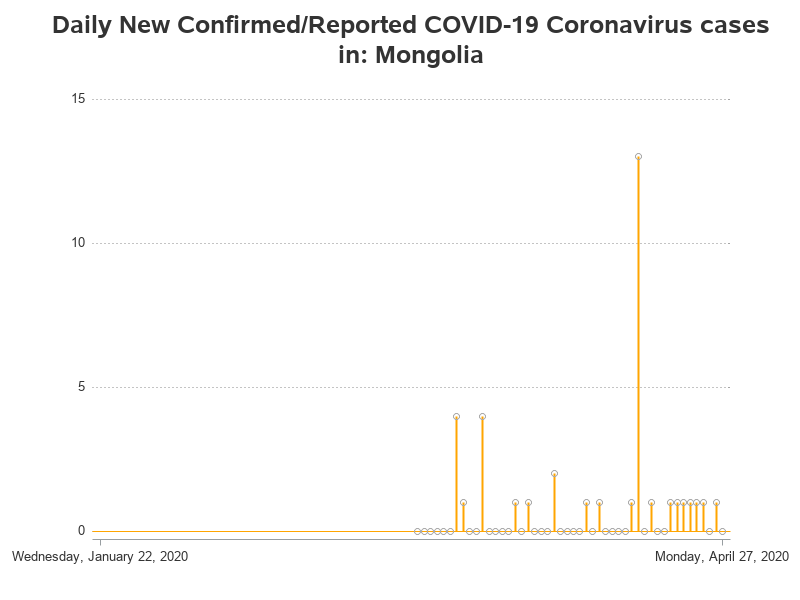 Daily New Confirmed/Reported COVID-19 Coronavirus cases
in: Mongolia
15
10
5
0
Wednesday, January 22, 2020
Monday, April 27, 2020